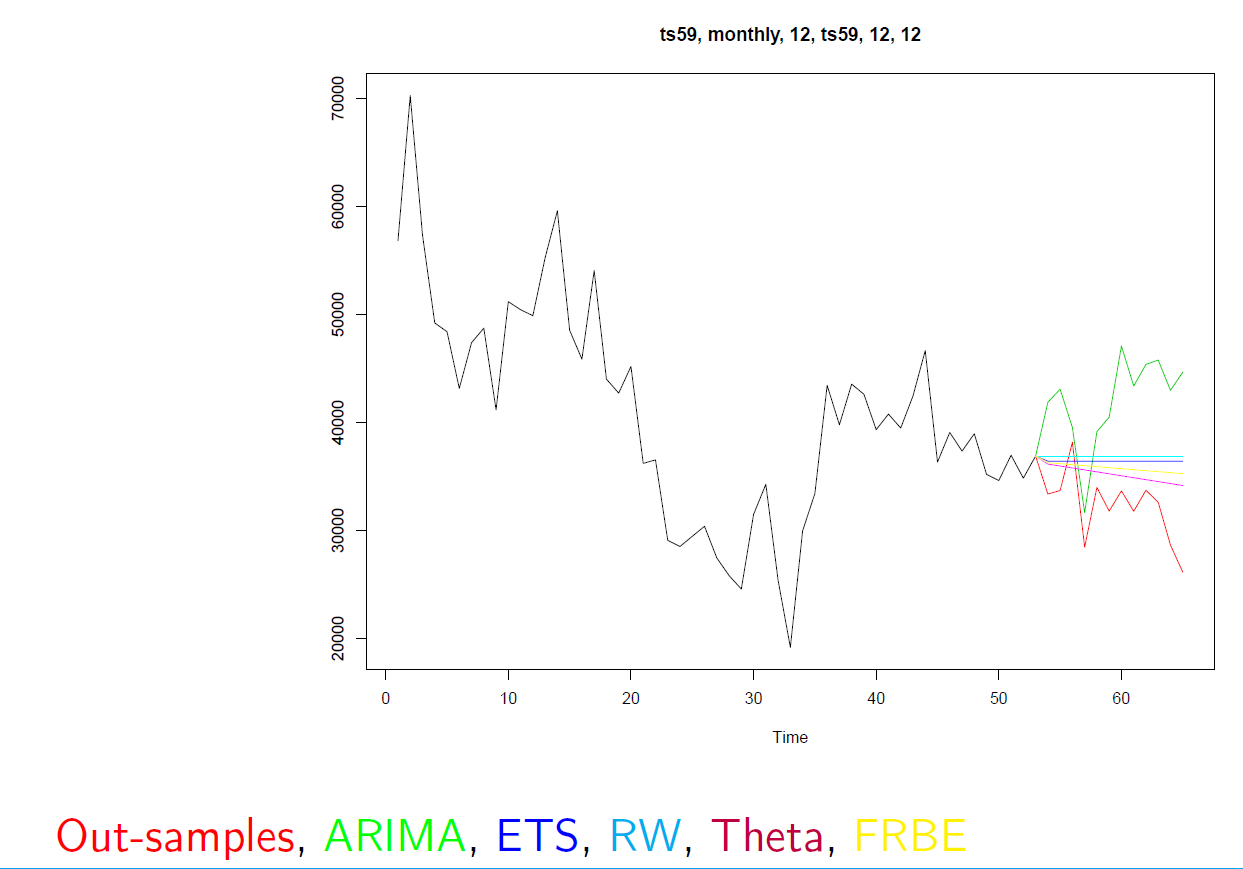 ts59, monthly, 12, ts59, 12, 12
70000
60000
50000
40000
30000
20000
0 10 20 30 40 50 60
Time
Out-samples, ARIMA, ETS, RW, Theta, FRBE